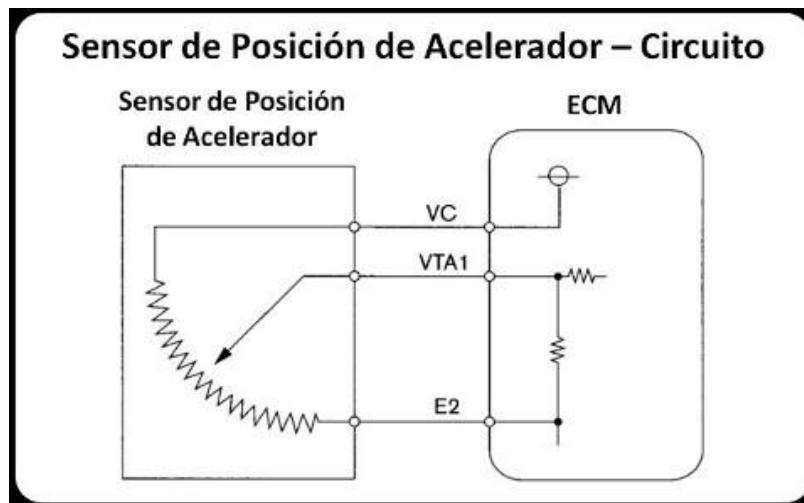 Sensor de Posición de Acelerador – Circuito
Sensor de Posición
de Acelerador
ECM
VC
VTA1
E2